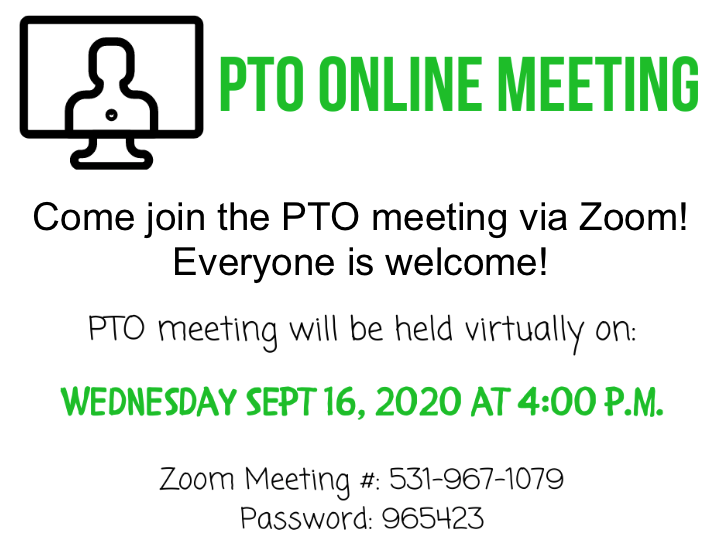 PTO ONLINE MEETING
Come join the PTO meeting via Zoom!
Everyone is welcome!
PTO meeting will be held virtually on:
WEDNESDAY SEPT 16, 2020 AT 4:00 P.M.
Zoom Meeting #: 531-967-1079
Password: 965423